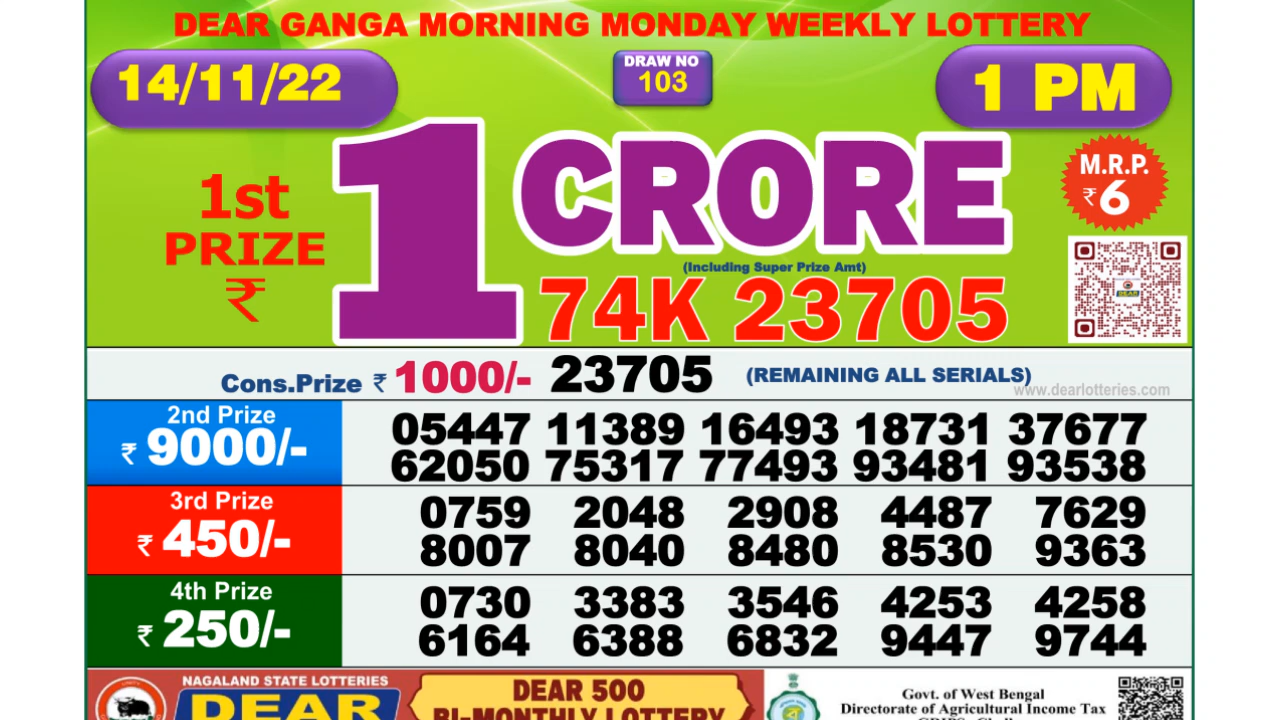 DEAR GANGA MORNING MONDAY WEEKLY LOTTERY
14/11/22
DRAW NO
103
1 PM
1st
PRIZE
₹
1 CRORE
(Including Super Prize Amt)
74K 23705
M.R.P.
₹6
DEAR
Cons.Prize ₹ 1000/- 23705 (REMAINING ALL SERIALS)
www.dearlotteries.com
2nd Prize
₹ 9000/-
05447 11389 16493 18731 37677
62050 75317 77493 93481 93538
3rd Prize
₹ 450/-
0759 2048 2908 4487 7629
8007 8040 8480 8530 9363
4th Prize
₹ 250/-
0730 3383 3546 4253 4258
6164 6388 6832 9447 9744
NAGALAND STATE LOTTERIES
DEAR
DEAR 500
BI-MONTHLY LOTTERY
Govt. of West Bengal
Directorate of Agricultural Income Tax